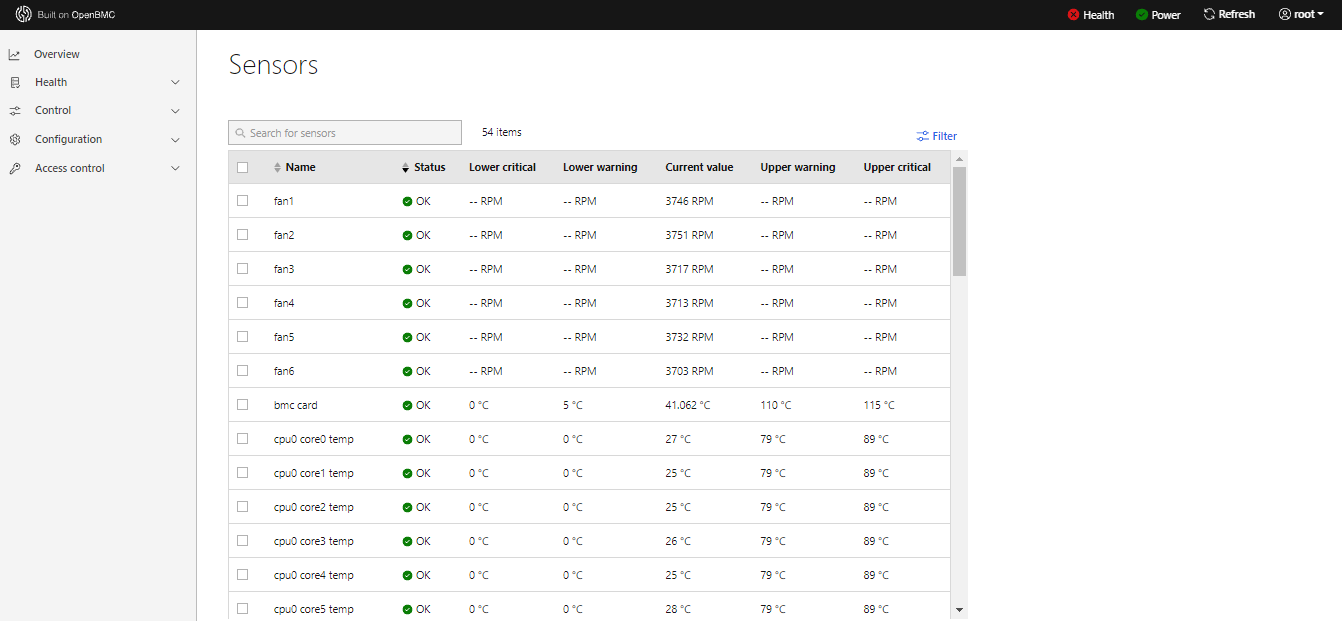 Built on OpenBMC Health Power Refresh root
Overview
Health
Control
Configuration
Access control
Sensors
Search for sensors 54 items Filter
Name Status Lower critical Lower warning Current value Upper warning Upper critical
fan1 OK -- RPM -- RPM 3746 RPM -- RPM -- RPM
fan2 OK -- RPM -- RPM 3751 RPM -- RPM -- RPM
fan3 OK -- RPM -- RPM 3717 RPM -- RPM -- RPM
fan4 OK -- RPM -- RPM 3713 RPM -- RPM -- RPM
fan5 OK -- RPM -- RPM 3732 RPM -- RPM -- RPM
fan6 OK -- RPM -- RPM 3703 RPM -- RPM -- RPM
bmc card OK 0 °C 5 °C 41.062 °C 110 °C 115 °C
cpu0 core0 temp OK 0 °C 0 °C 27 °C 79 °C 89 °C
cpu0 core1 temp OK 0 °C 0 °C 25 °C 79 °C 89 °C
cpu0 core2 temp OK 0 °C 0 °C 25 °C 79 °C 89 °C
cpu0 core3 temp OK 0 °C 0 °C 26 °C 79 °C 89 °C
cpu0 core4 temp OK 0 °C 0 °C 25 °C 79 °C 89 °C
cpu0 core5 temp OK 0 °C 0 °C 28 °C 79 °C 89 °C